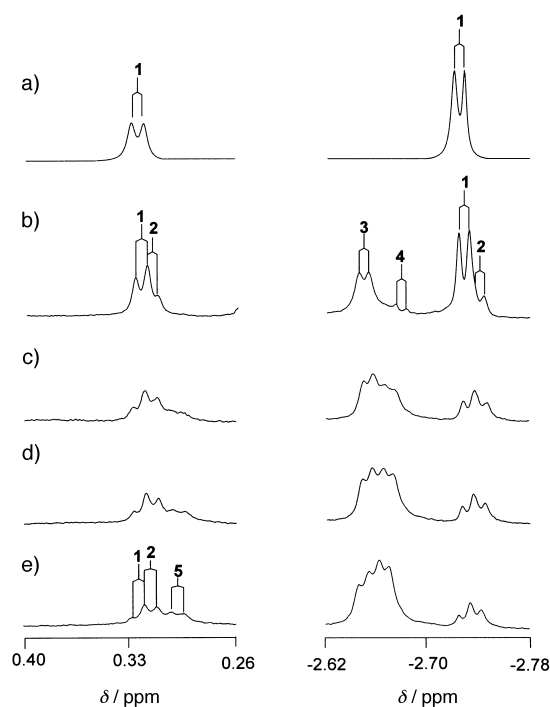 1 1
a)
1 2 3 4 1 2
b)
c)
d)
1 2 5
e)
0.40 0.33 0.26 -2.62 -2.70 -2.78
δ / ppm δ / ppm